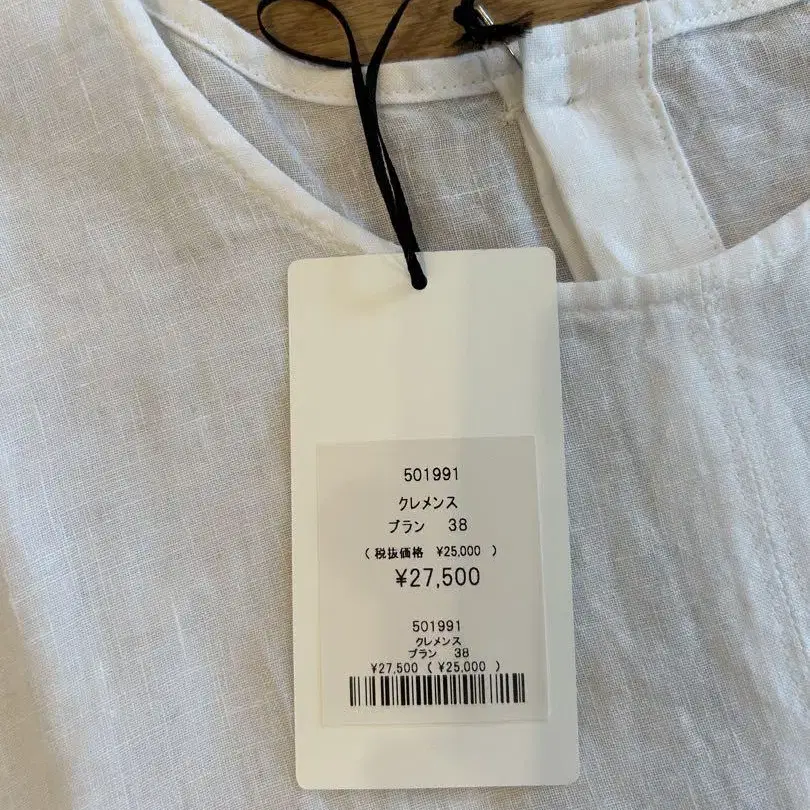 501991
クレメンス
ブラン 38
( 税抜価格 ¥25,000 )
¥27,500
501991
クレメンス
ブラン 38
¥27,500 ( ¥25,000 )